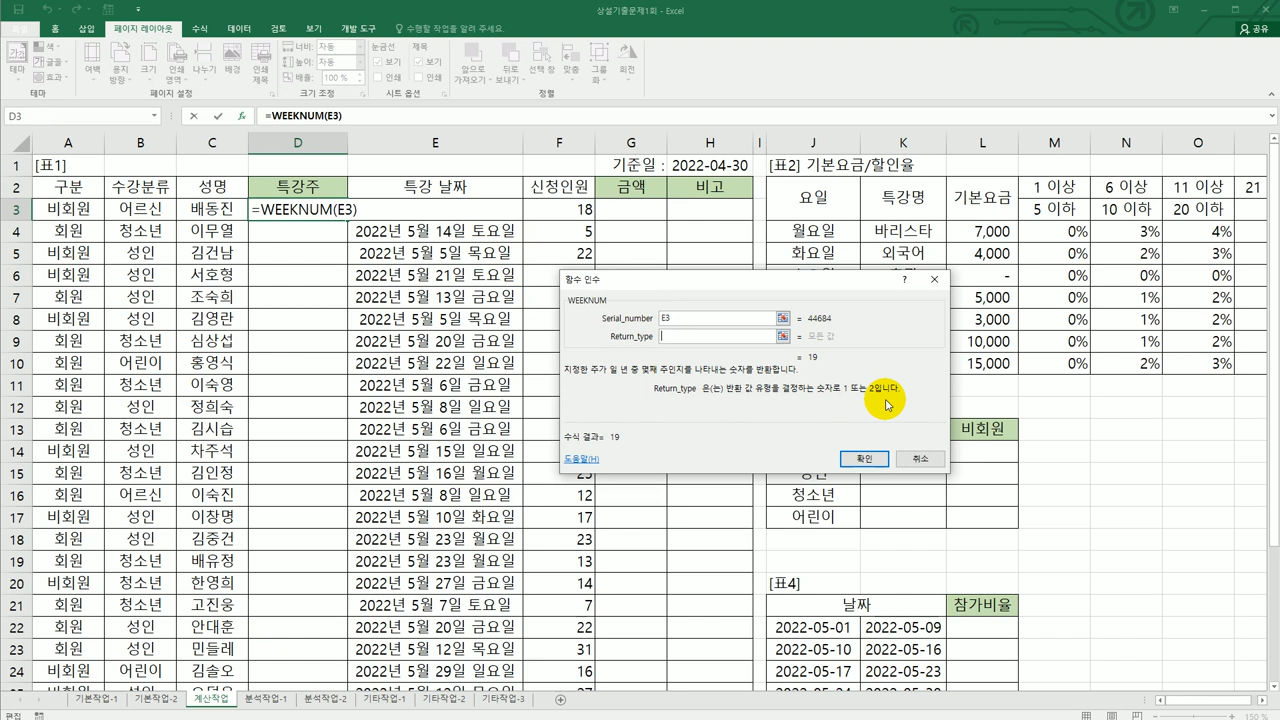 상설기출문제1회 - Excel
파일 홈 삽입 페이지 레이아웃 수식 데이터 검토 보기 개발 도구 수행할 작업을 알려 주세요. 공유
테마 색 글꼴 효과 여백 용지 방향 크기 인쇄 영역 나누기 배경 인쇄 제목 너비: 자동 높이: 자동 배율: 100 % 눈금선 보기 인쇄 제목 보기 인쇄 앞으로 가져오기 뒤로 보내기 선택 창 맞춤 그룹화 회전
테마 페이지 설정 크기 조정 시트 옵션 정렬
D3 =WEEKNUM(E3)
A B C D E F G H I J K L M N O
1 [표1] 기준일 : 2022-04-30 [표2] 기본요금/할인율
2 구분 수강분류 성명 특강주 특강 날짜 신청인원 금액 비고 요일 특강명 기본요금 1 이상 6 이상 11 이상 21
3 비회원 어르신 배동진 =WEEKNUM(E3) 18 5 이하 10 이하 20 이하
4 회원 청소년 이무열 2022년 5월 14일 토요일 5 월요일 바리스타 7,000 0% 3% 4%
5 비회원 성인 김건남 2022년 5월 5일 목요일 22 화요일 외국어 4,000 0% 2% 3%
6 비회원 성인 서호형 2022년 5월 21일 토요일 - 0% 0% 0%
7 회원 성인 조숙희 2022년 5월 13일 금요일 5,000 0% 1% 2%
8 비회원 성인 김영란 2022년 5월 5일 목요일 3,000 0% 1% 2%
9 회원 청소년 심상섭 2022년 5월 20일 금요일 10,000 0% 1% 2%
10 회원 어린이 홍영식 2022년 5월 22일 일요일 15,000 0% 2% 3%
11 비회원 성인 이숙영 2022년 5월 6일 금요일
12 회원 성인 정희숙 2022년 5월 8일 일요일
13 회원 청소년 김시습 2022년 5월 6일 금요일 비회원
14 비회원 성인 차주석 2022년 5월 15일 일요일
15 회원 청소년 김인정 2022년 5월 16일 월요일
16 회원 어르신 이숙진 2022년 5월 8일 일요일 12 청소년
17 비회원 성인 이창명 2022년 5월 10일 화요일 17 어린이
18 회원 성인 김중건 2022년 5월 23일 월요일 23
19 회원 청소년 배유정 2022년 5월 23일 월요일 13
20 비회원 청소년 한영희 2022년 5월 27일 금요일 14 [표4]
21 회원 청소년 고진웅 2022년 5월 7일 토요일 7 날짜 참가비율
22 회원 성인 안대훈 2022년 5월 20일 금요일 22 2022-05-01 2022-05-09
23 회원 성인 민들레 2022년 5월 12일 목요일 31 2022-05-10 2022-05-16
24 비회원 어린이 김솔오 2022년 5월 29일 일요일 16 2022-05-17 2022-05-23
함수 인수
WEEKNUM
Serial_number E3 = 44684
Return_type = 모든 값
= 19
지정한 주가 일 년 중 몇째 주인지를 나타내는 숫자를 반환합니다.
Return_type 은(는) 반환 값 유형을 결정하는 숫자로 1 또는 2입니다.
수식 결과= 19
도움말(H) 확인 취소
기본작업-1 기본작업-2 계산작업 분석작업-1 분석작업-2 기타작업-1 기타작업-2 기타작업-3
편집 150 %